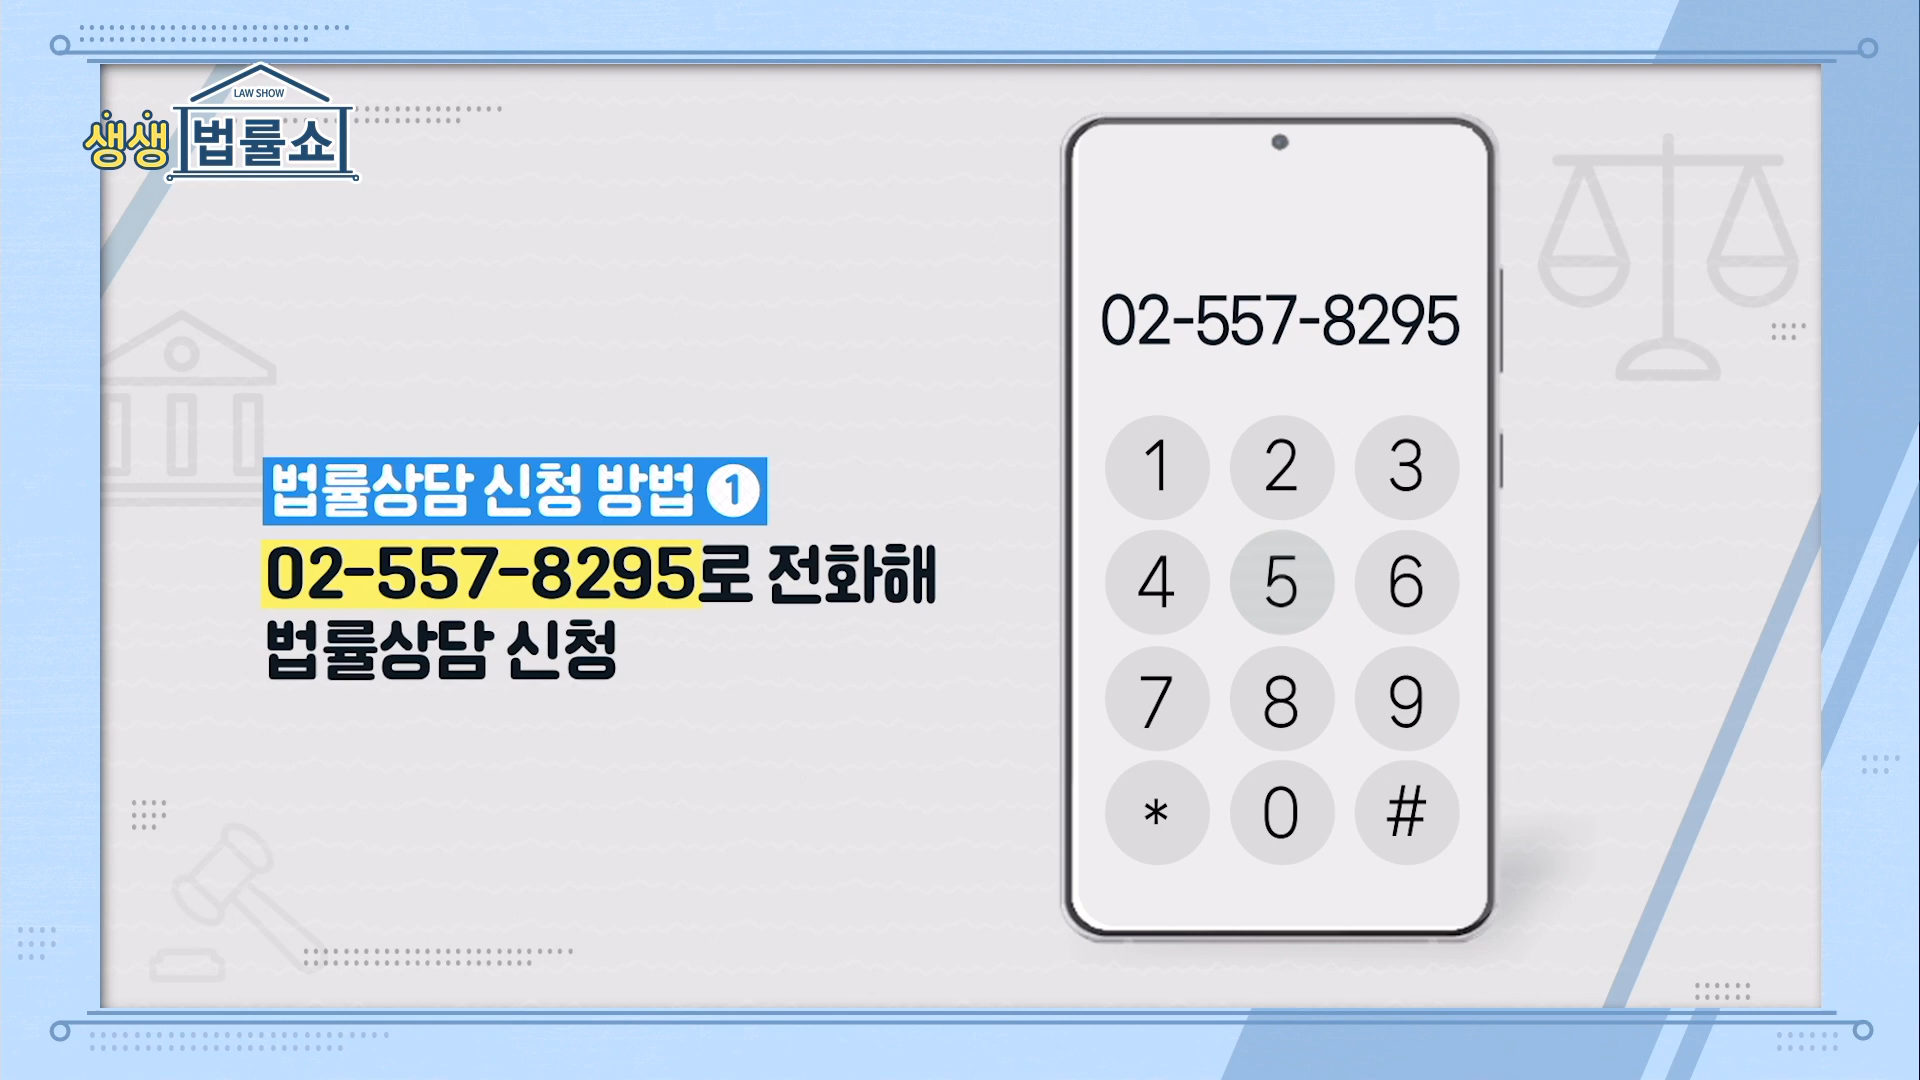 LAW SHOW
생생 법률쇼
법률상담 신청 방법 ❶
02-557-8295로 전화해
법률상담 신청
02-557-8295
1 2 3
4 5 6
7 8 9
* 0 #